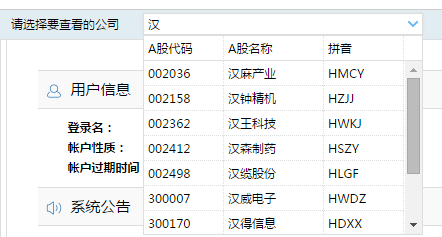 请选择要查看的公司 汉
A股代码 A股名称 拼音
002036 汉麻产业 HMCY
002158 汉钟精机 HZJJ
002362 汉王科技 HWKJ
002412 汉森制药 HSZY
002498 汉缆股份 HLGF
300007 汉威电子 HWDZ
300170 汉得信息 HDXX
用户信息
登录名：
帐户性质：
帐户过期时间
系统公告